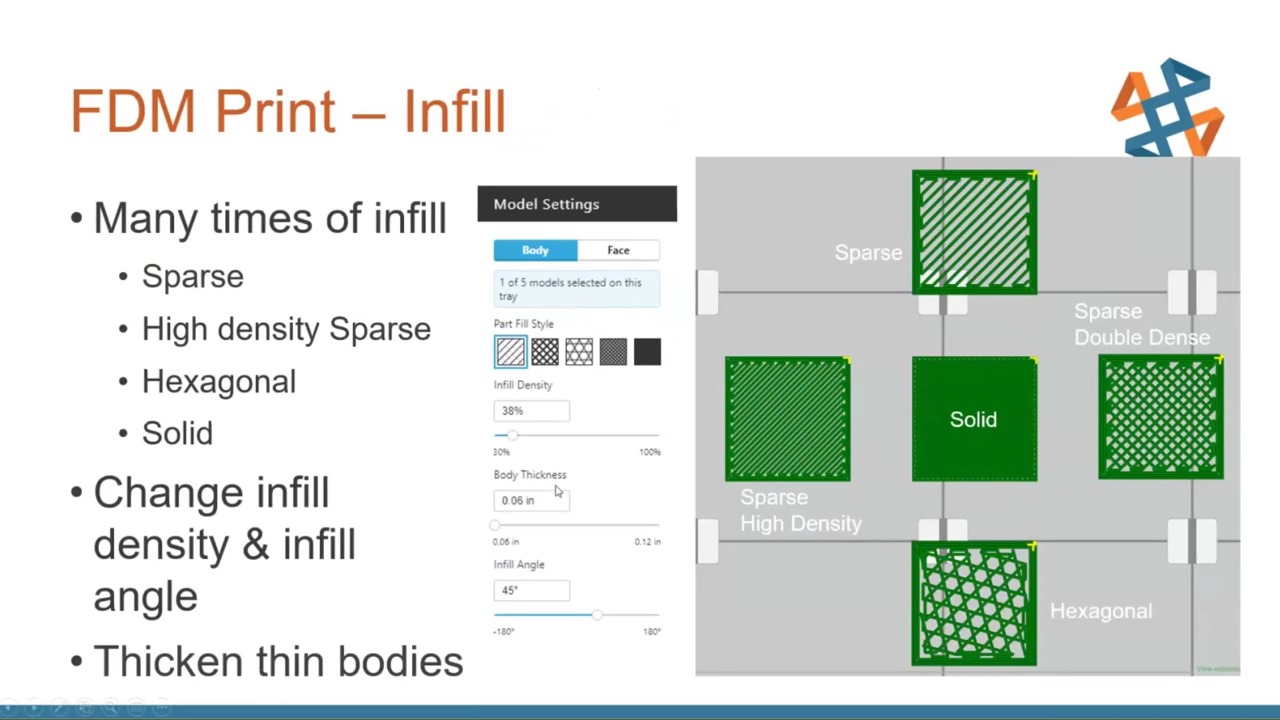 FDM Print – Infill
• Many times of infill
• Sparse
• High density Sparse
• Hexagonal
• Solid
• Change infill
density & infill
angle
• Thicken thin bodies
Model Settings
Body Face
1 of 5 models selected on this
tray
Part Fill Style
Infill Density
38%
30% 100%
Body Thickness
0.06 in
0.06 in 0.12 in
Infill Angle
45°
-180° 180°
Sparse
Sparse
Double Dense
Solid
Sparse
High Density
Hexagonal